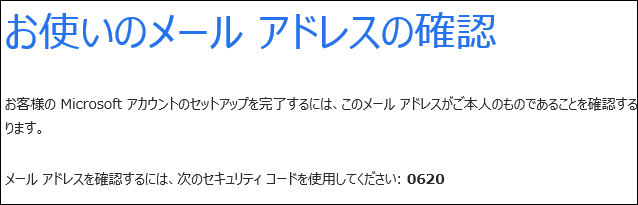 お使いのメール アドレスの確認
お客様の Microsoft アカウントのセットアップを完了するには、このメール アドレスがご本人のものであることを確認する
ります。
メール アドレスを確認するには、次のセキュリティ コードを使用してください: 0620